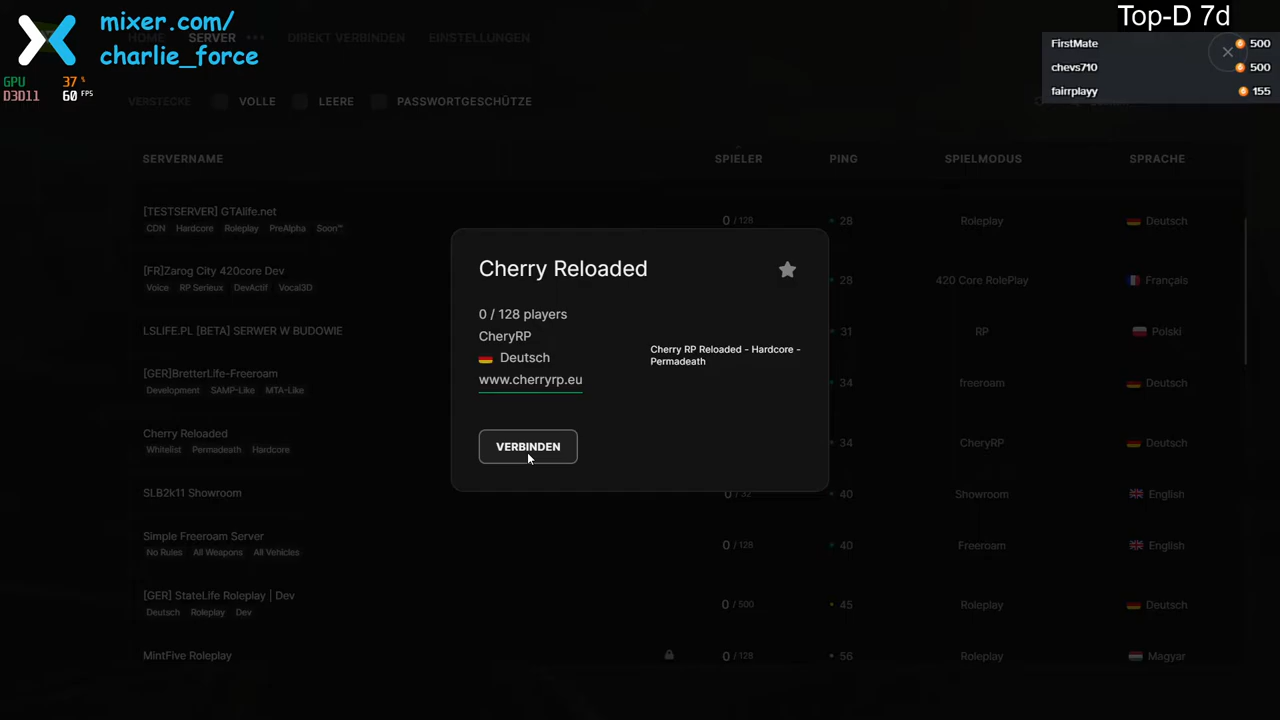 mixer.com/
charlie_force
GPU 37 %
D3D11 60 FPS
Top-D 7d
FirstMate 500
chevs710 500
fairrplayy 155
HOME SERVER DIREKT VERBINDEN EINSTELLUNGEN
VERSTECKE VOLLE LEERE PASSWORTGESCHÜTZE
SERVERNAME SPIELER PING SPIELMODUS SPRACHE
[TESTSERVER] GTAlife.net 0 / 128 28 Roleplay Deutsch
CDN Hardcore Roleplay PreAlpha Soon™
[FR]Zarog City 420core Dev 28 420 Core RolePlay Français
Voice RP Serieux DevActif Vocal3D
LSLIFE.PL [BETA] SERWER W BUDOWIE 31 RP Polski
[GER]BretterLife-Freeroam 34 freeroam Deutsch
Development SAMP-Like MTA-Like
Cherry Reloaded 34 CheryRP Deutsch
Whitelist Permadeath Hardcore
SLB2k11 Showroom 0 / 32 40 Showroom English
Simple Freeroam Server 0 / 128 40 Freeroam English
No Rules All Weapons All Vehicles
[GER] StateLife Roleplay | Dev 0 / 500 45 Roleplay Deutsch
Deutsch Roleplay Dev
MintFive Roleplay 0 / 128 56 Roleplay Magyar
Cherry Reloaded
0 / 128 players
CheryRP
Deutsch
www.cherryrp.eu
Cherry RP Reloaded - Hardcore -
Permadeath
VERBINDEN